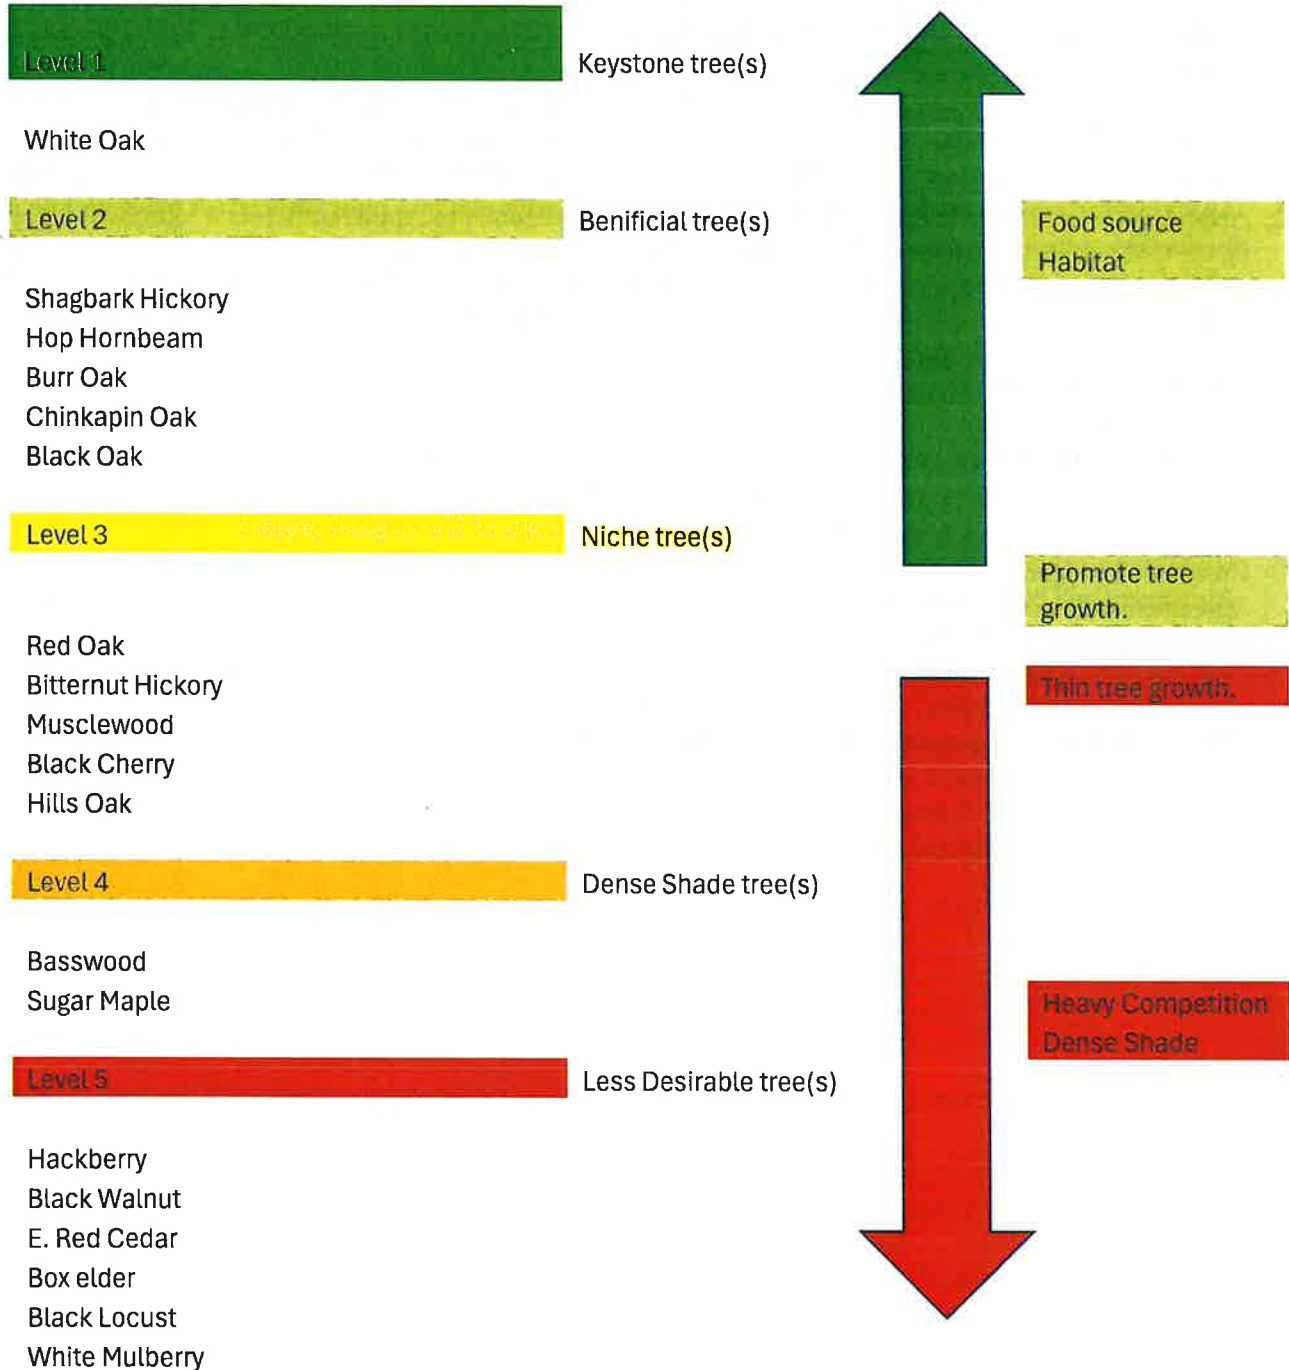 Level 1
Keystone tree(s)
White Oak
Level 2
Benificial tree(s)
Food source
Habitat
Shagbark Hickory
Hop Hornbeam
Burr Oak
Chinkapin Oak
Black Oak
Level 3
Niche tree(s)
Promote tree
growth.
Red Oak
Bitternut Hickory
Thin tree growth.
Musclewood
Black Cherry
Hills Oak
Level 4
Dense Shade tree(s)
Basswood
Sugar Maple
Heavy Competition
Dense Shade
Level 5
Less Desirable tree(s)
Hackberry
Black Walnut
E. Red Cedar
Box elder
Black Locust
White Mulberry